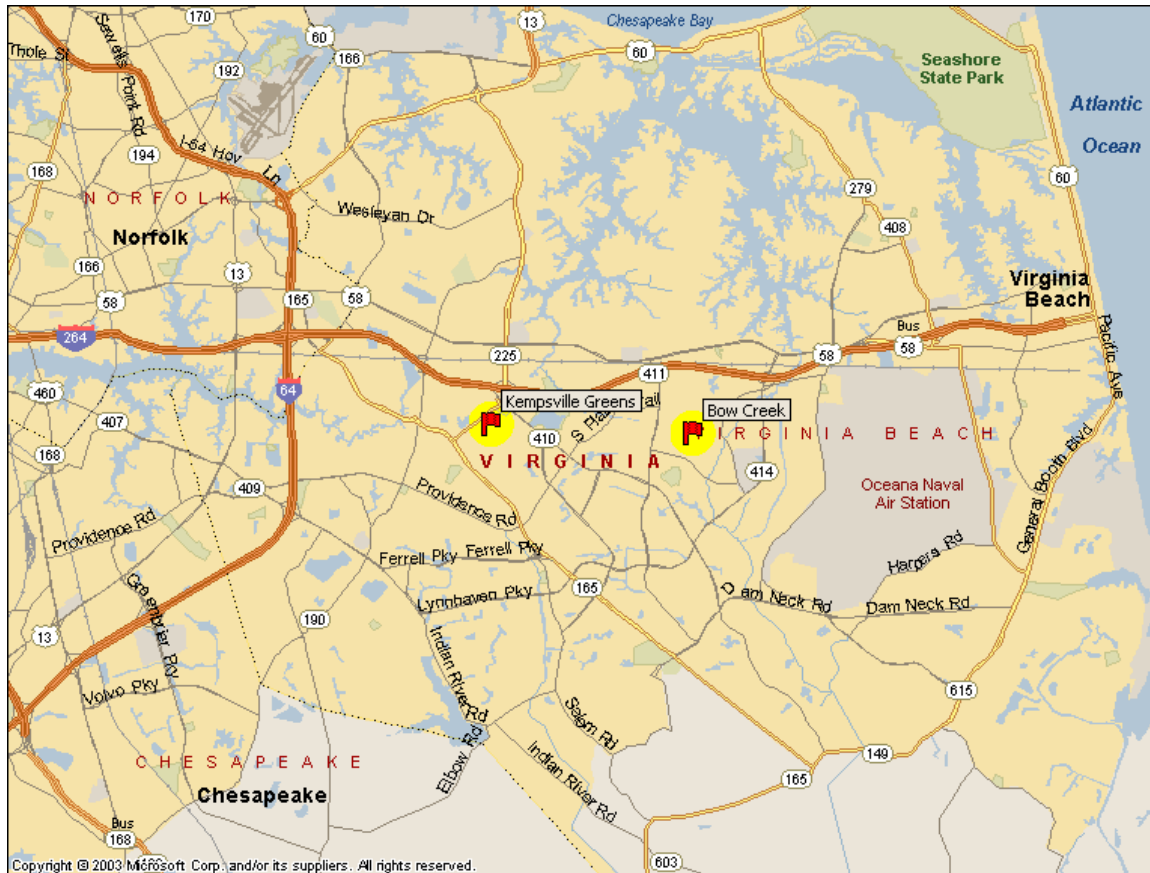 170
13
Chesapeake Bay
Sewells Point Rd
Thole St
60
166
60
Seashore
State Park
192
Atlantic
Ocean
I-64 Hov Ln
194
168
60
NORFOLK
279
Wesleyan Dr
408
Norfolk
166
13
Virginia
Beach
58
165
58
Bus
264
225
58
58
Pacific Ave
411
460
64
Kempsville Greens
Bow Creek
407
410
VIRGINIA BEACH
168
VIRGINIA
414
409
Oceana Naval
Air Station
General Booth Blvd
Providence Rd
Providence Rd
Harpers Rd
Ferrell Pky
Ferrell Pky
165
Lynnhaven Pky
Dam Neck Rd
Dam Neck Rd
Greenbrier Pky
190
13
Indian River Rd
Volvo Pky
615
Salem Rd
149
Elbow Rd
Indian River Rd
CHESAPEAKE
165
Chesapeake
Bus
168
603
Copyright © 2003 Microsoft Corp. and/or its suppliers. All rights reserved.